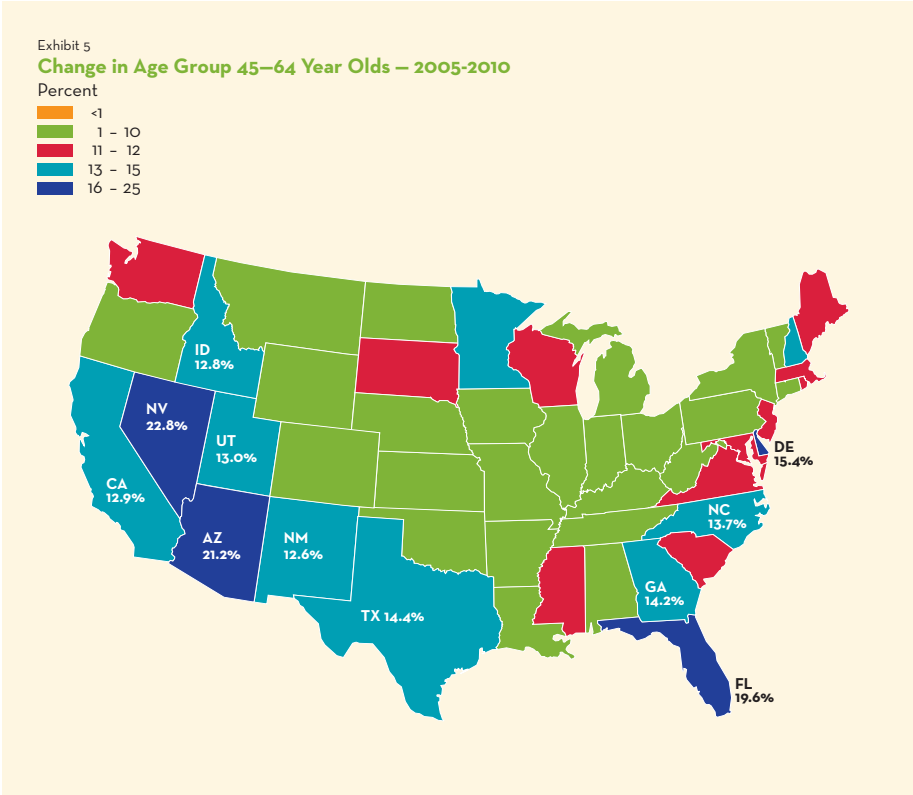 Exhibit 5
Change in Age Group 45—64 Year Olds — 2005-2010
Percent
<1
1 – 10
11 – 12
13 – 15
16 – 25
ID
12.8%
NV
22.8%
UT
13.0%
CA
12.9%
AZ
21.2%
NM
12.6%
TX 14.4%
DE
15.4%
NC
13.7%
GA
14.2%
FL
19.6%